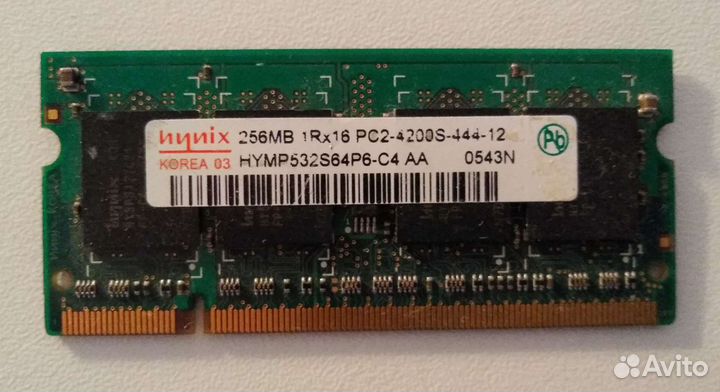 hynix 256MB 1Rx16 PC2-4200S-444-12
KOREA 03 HYMP532S64P6-C4 AA 0543N
Pb
Avito